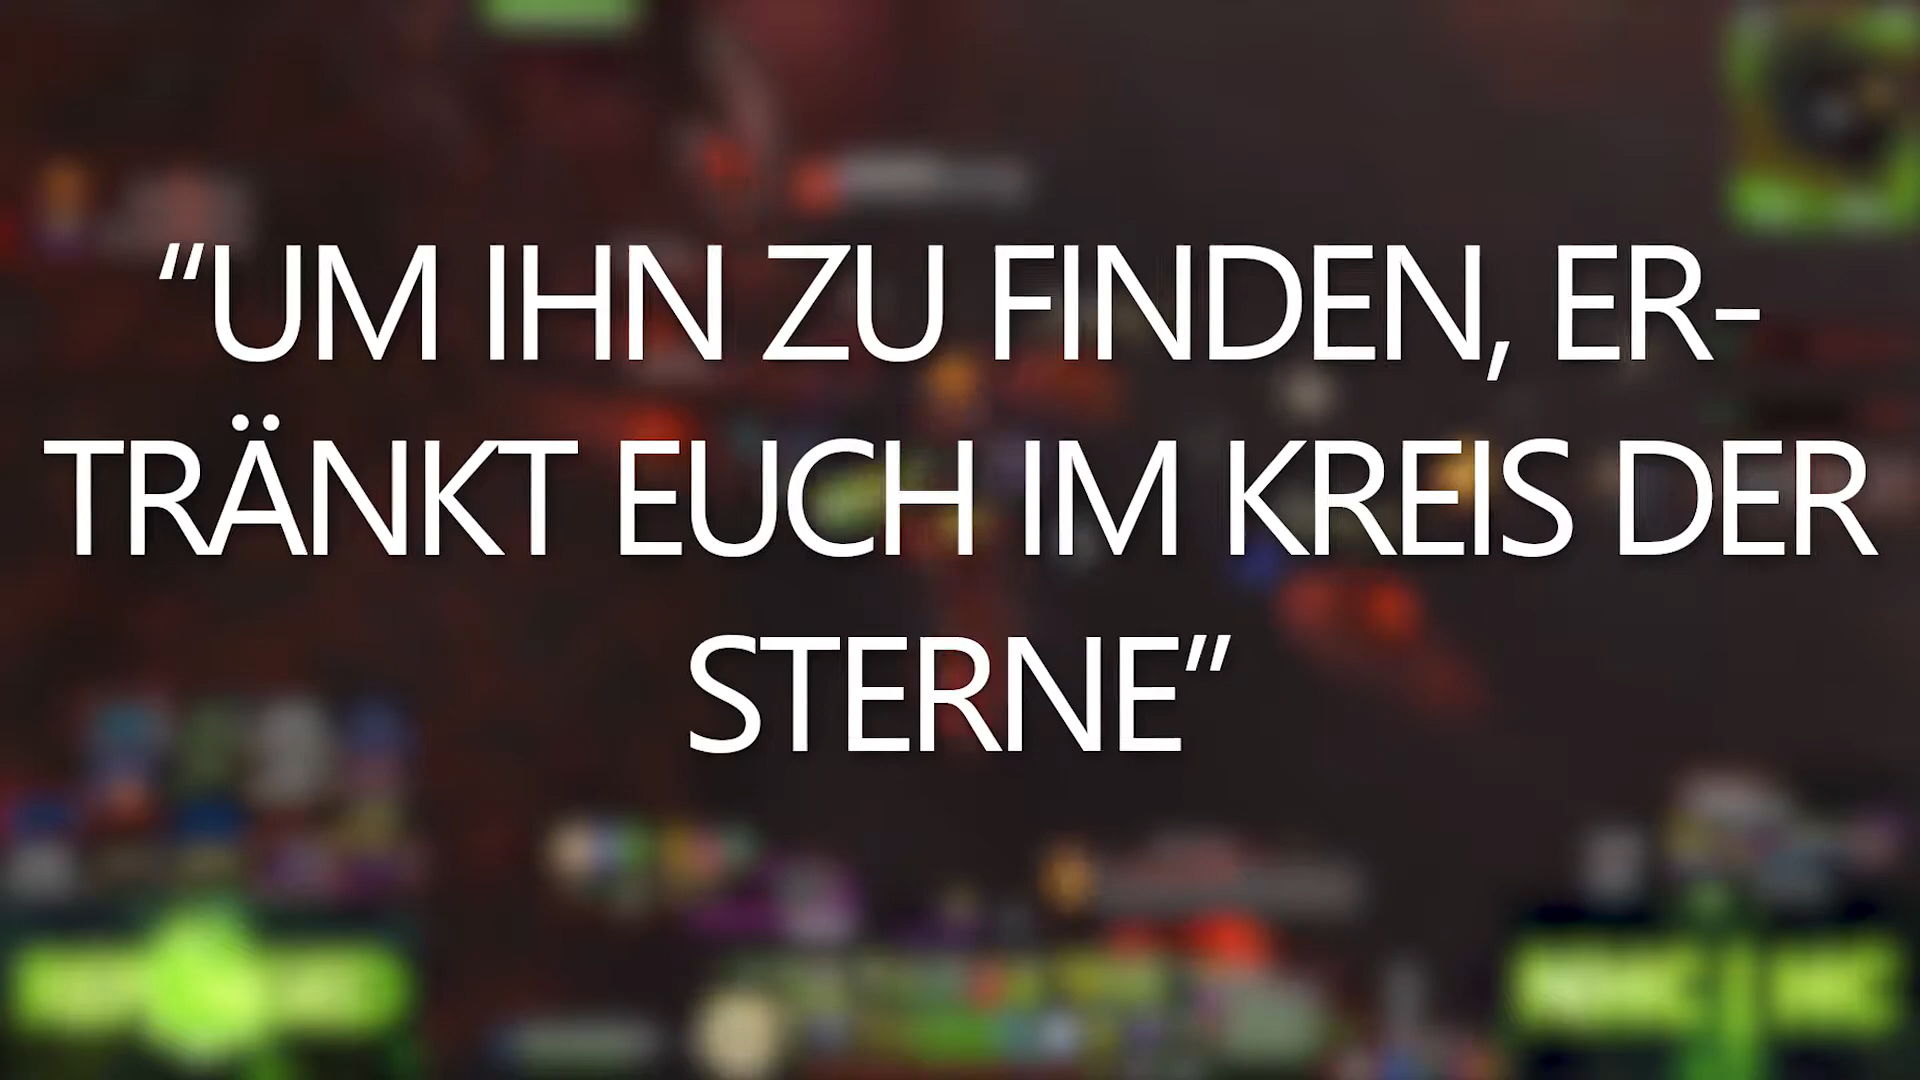 “UM IHN ZU FINDEN, ER-
TRÄNKT EUCH IM KREIS DER
STERNE”